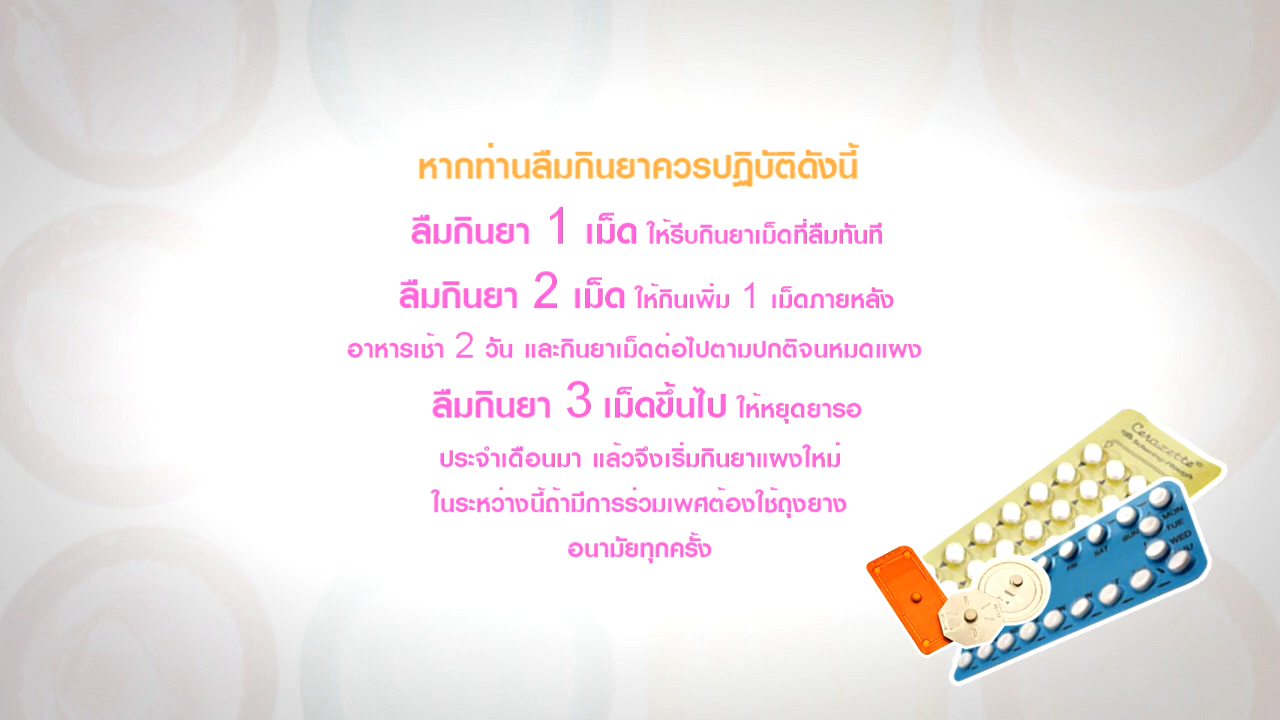 หากท่านลืมกินยาควรปฏิบัติดังนี้
ลืมกินยา 1 เม็ด ให้รีบกินยาเม็ดที่ลืมทันที
ลืมกินยา 2 เม็ด ให้กินเพิ่ม 1 เม็ดภายหลัง
อาหารเช้า 2 วัน และกินยาเม็ดต่อไปตามปกติจนหมดแผง
ลืมกินยา 3 เม็ดขึ้นไป ให้หยุดยารอ
ประจำเดือนมา แล้วจึงเริ่มกินยาแผงใหม่
ในระหว่างนี้ถ้ามีการร่วมเพศต้องใช้ถุงยาง
อนามัยทุกครั้ง
Cerazette®
Schering-Plough
MON
TUE
WED
SUN
SAT
FRI